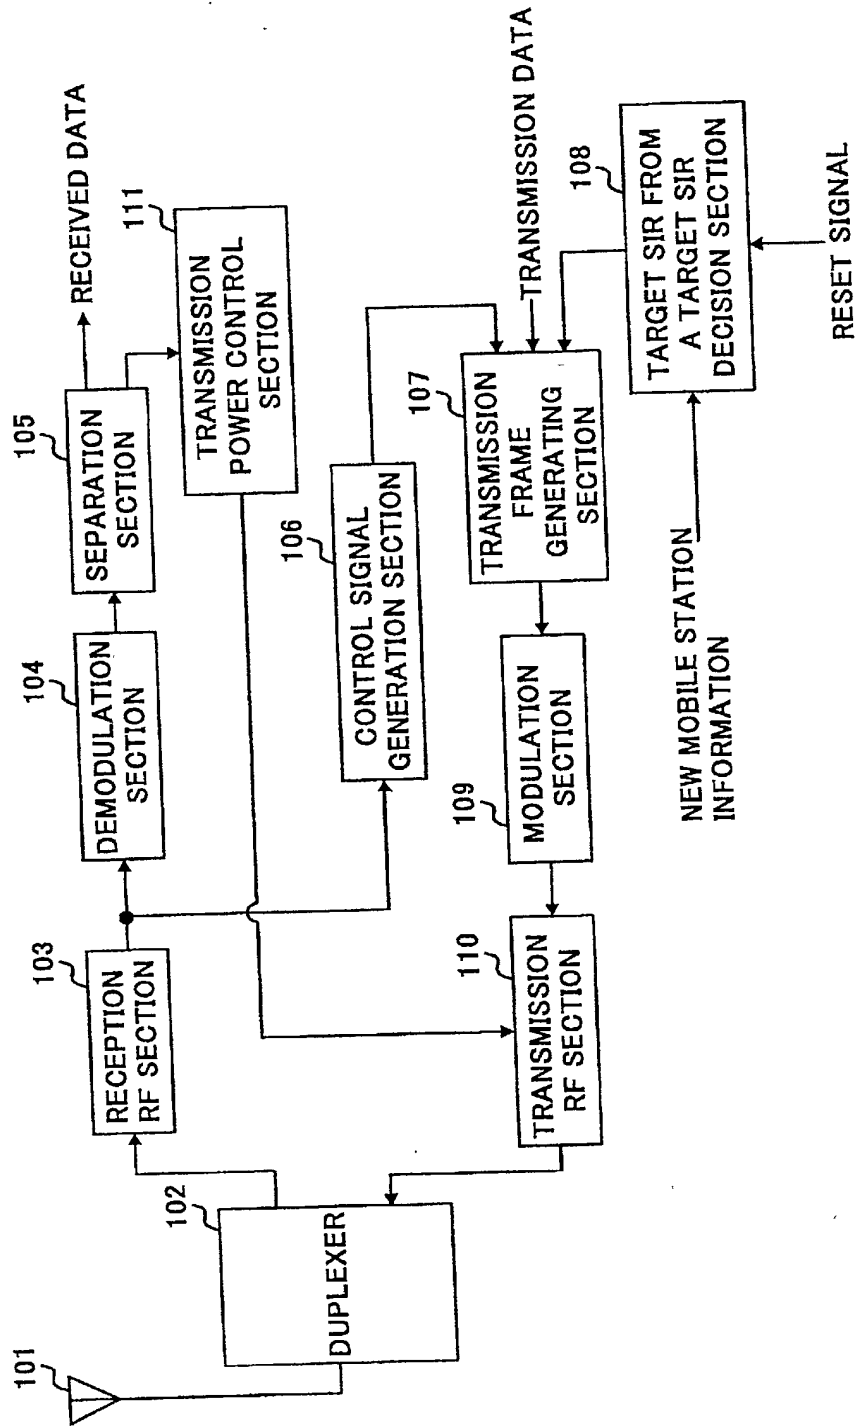 101
102
DUPLEXER
103
RECEPTION
RF SECTION
104
DEMODULATION
SECTION
105
SEPARATION
SECTION
RECEIVED DATA
111
TRANSMISSION
POWER CONTROL
SECTION
106
CONTROL SIGNAL
GENERATION SECTION
110
TRANSMISSION
RF SECTION
109
MODULATION
SECTION
107
TRANSMISSION
FRAME
GENERATING
SECTION
TRANSMISSION DATA
108
TARGET SIR FROM
A TARGET SIR
DECISION SECTION
NEW MOBILE STATION
INFORMATION
RESET SIGNAL